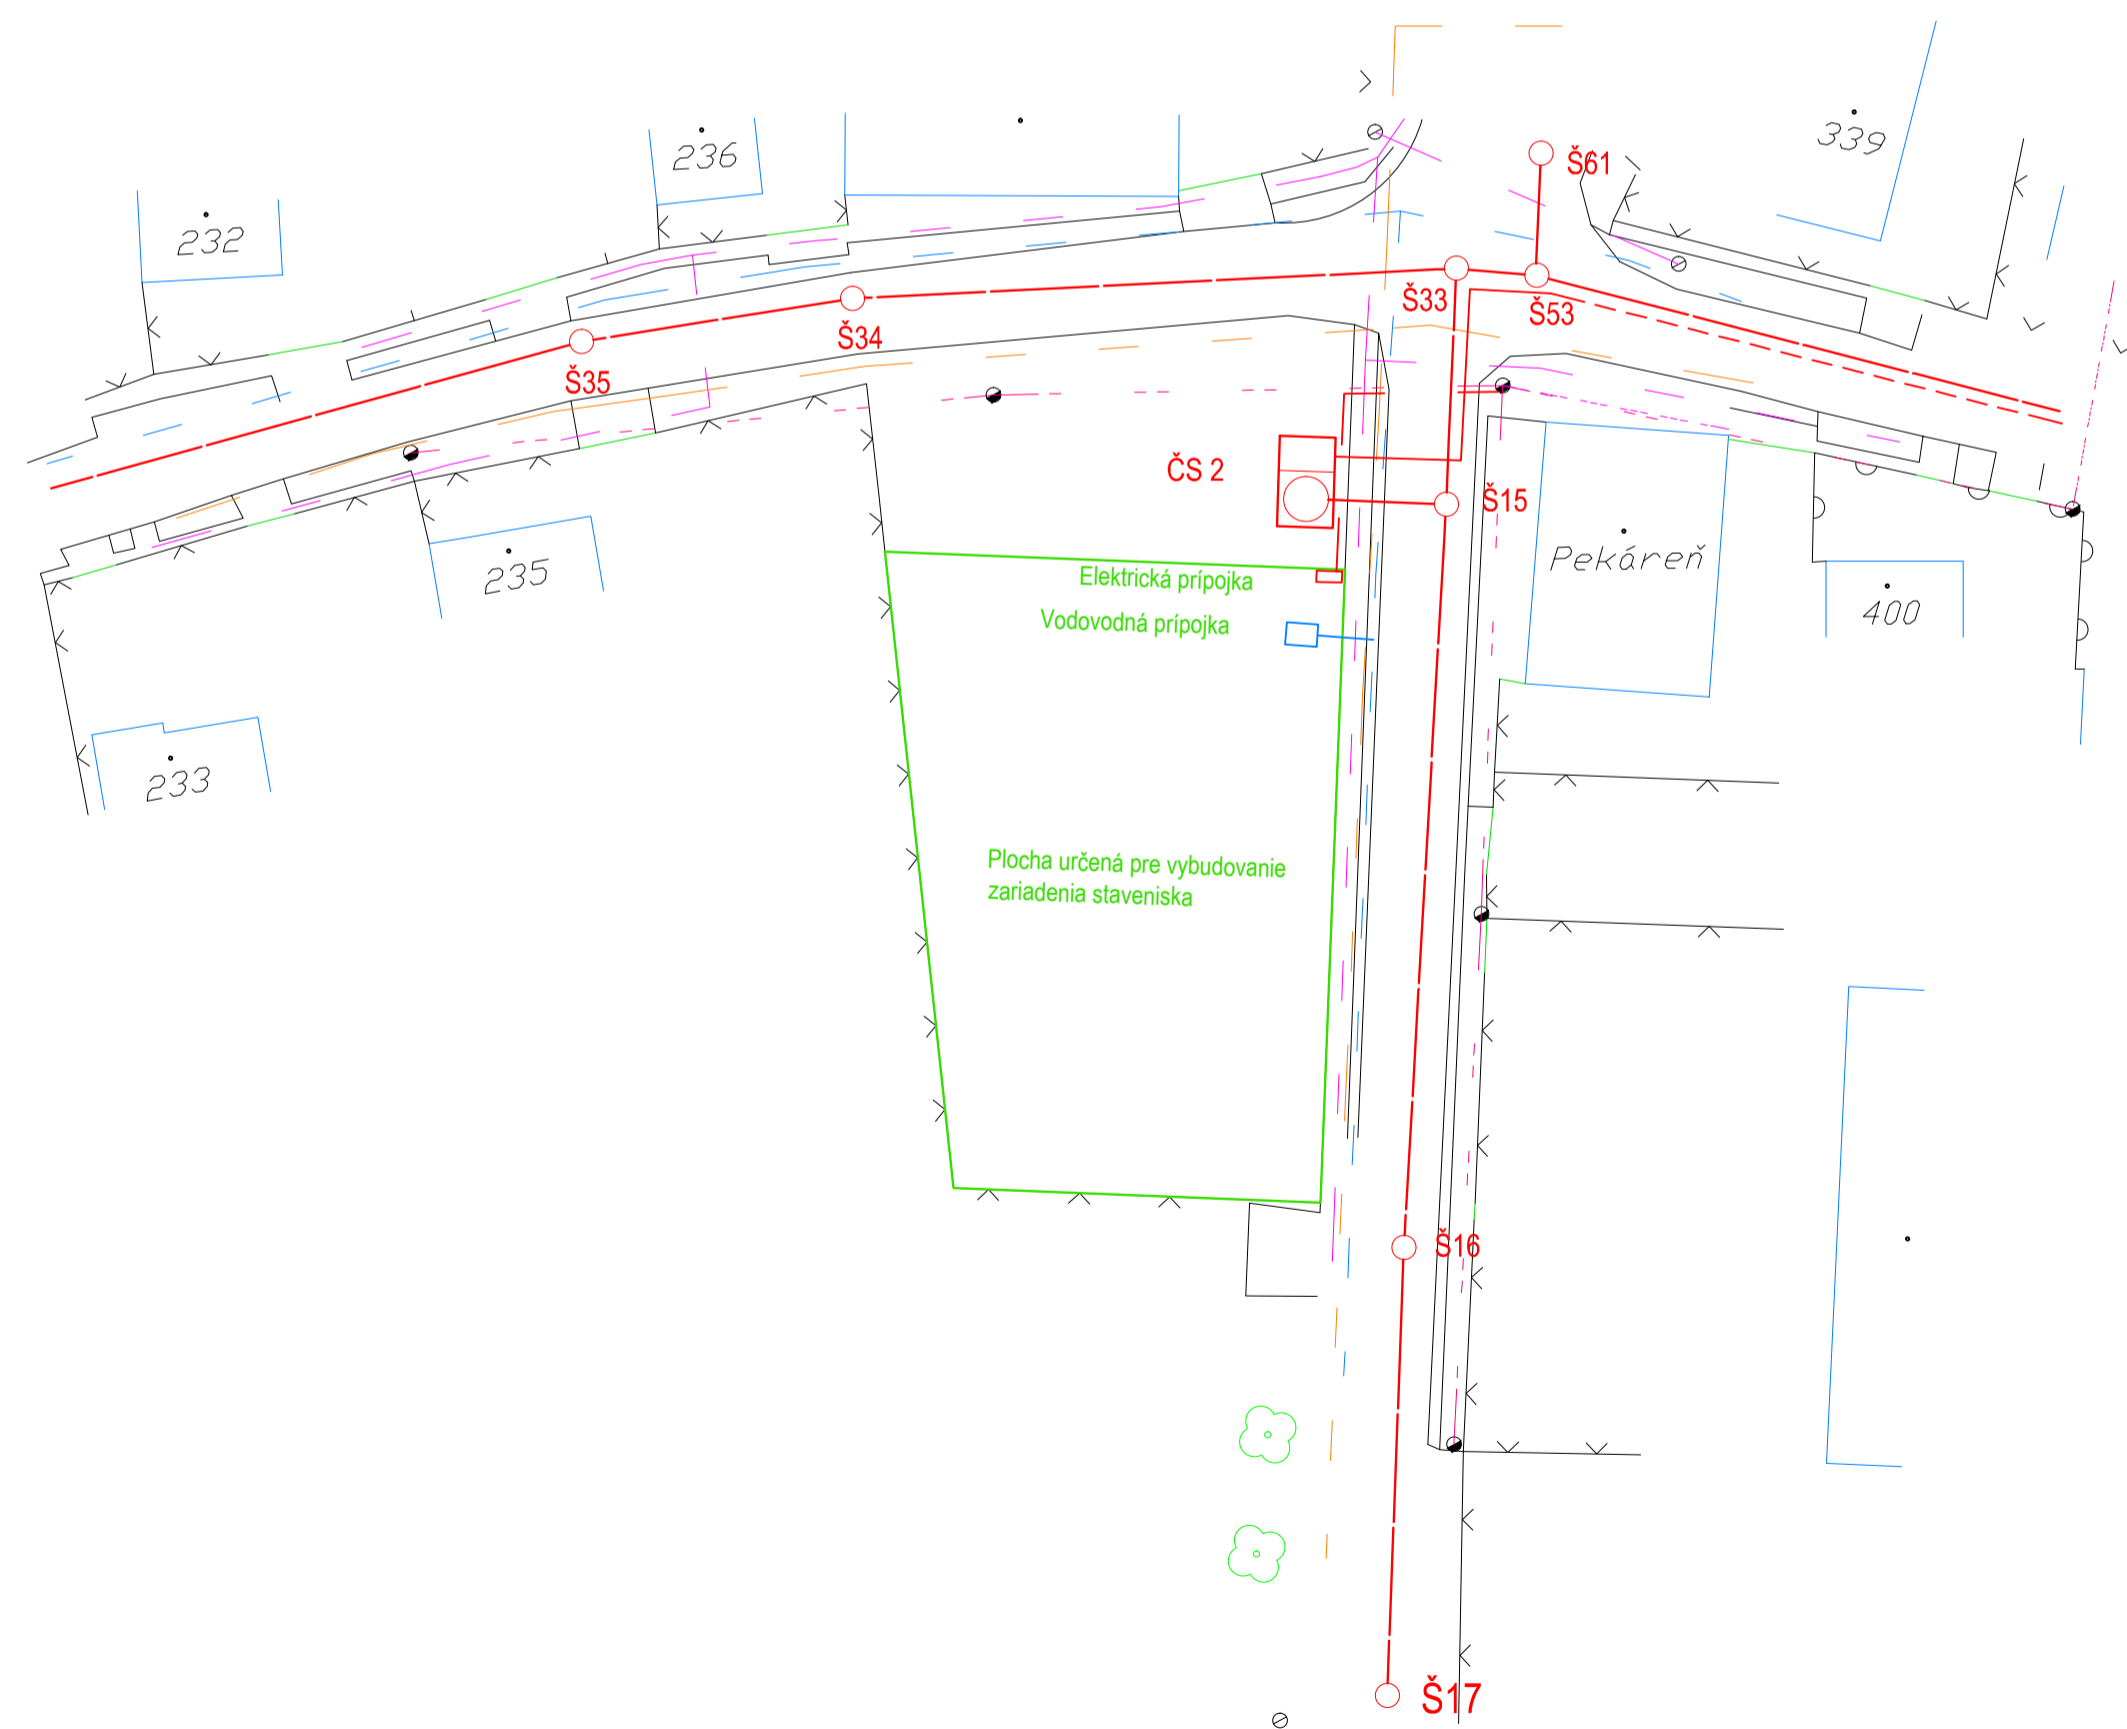 339
236
Š61
232
Š33
Š53
Š34
Š35
ČS 2
Š15
Pekáreň
235
Elektrická prípojka
400
Vodovodná prípojka
233
Plocha určená pre vybudovanie
zariadenia staveniska
Š16
Š17